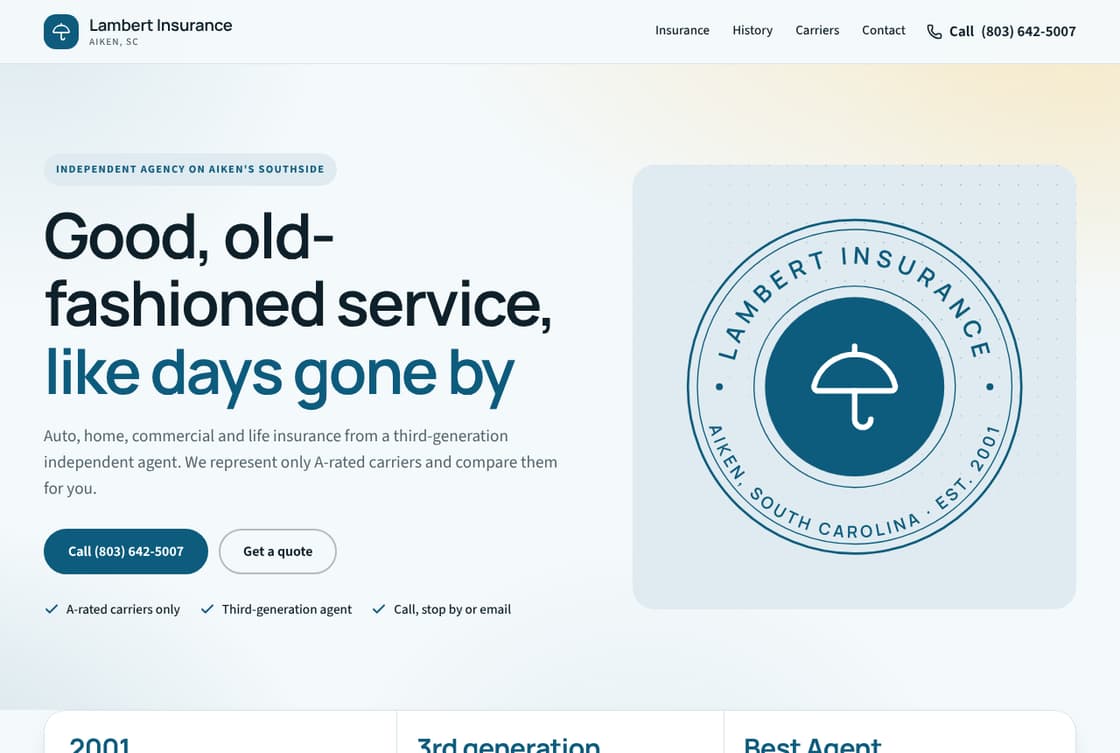 Lambert Insurance
AIKEN, SC
Insurance
History
Carriers
Contact
Call (803) 642-5007
INDEPENDENT AGENCY ON AIKEN'S SOUTHSIDE
Good, old-
fashioned service,
like days gone by
Auto, home, commercial and life insurance from a third-generation
independent agent. We represent only A-rated carriers and compare them
for you.
Call (803) 642-5007
Get a quote
A-rated carriers only
Third-generation agent
Call, stop by or email
LAMBERT INSURANCE
AIKEN, SOUTH CAROLINA · EST. 2001
2001
3rd generation
Best Agent